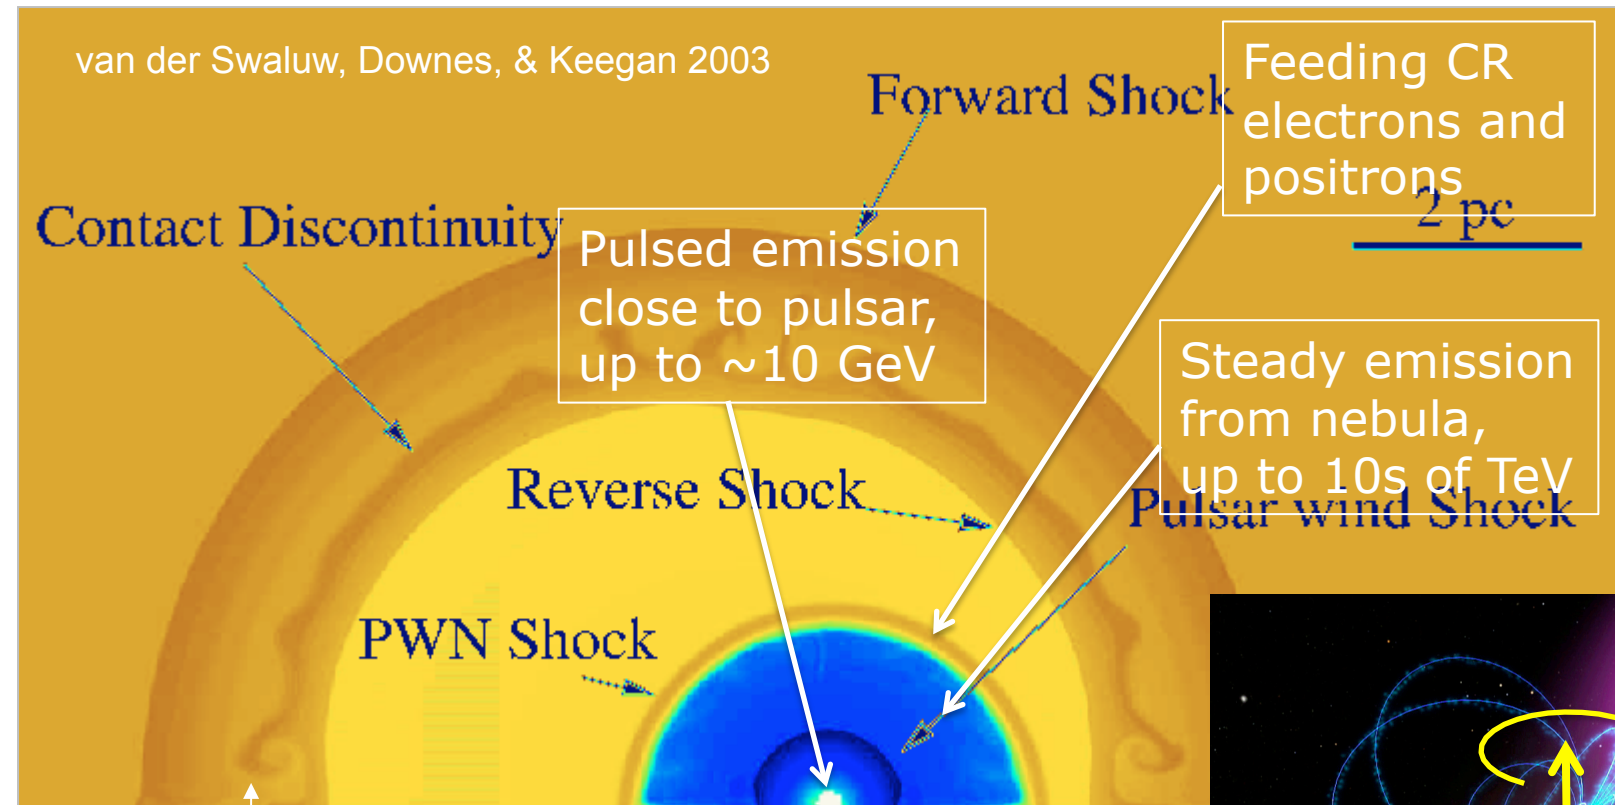 van der Swaluw, Downes, & Keegan 2003
Forward Shock
Feeding CR
electrons and
positrons
2 pc
Contact Discontinuity
Pulsed emission
close to pulsar,
up to ~10 GeV
Steady emission
from nebula,
up to 10s of TeV
Reverse Shock
Pulsar wind Shock
PWN Shock